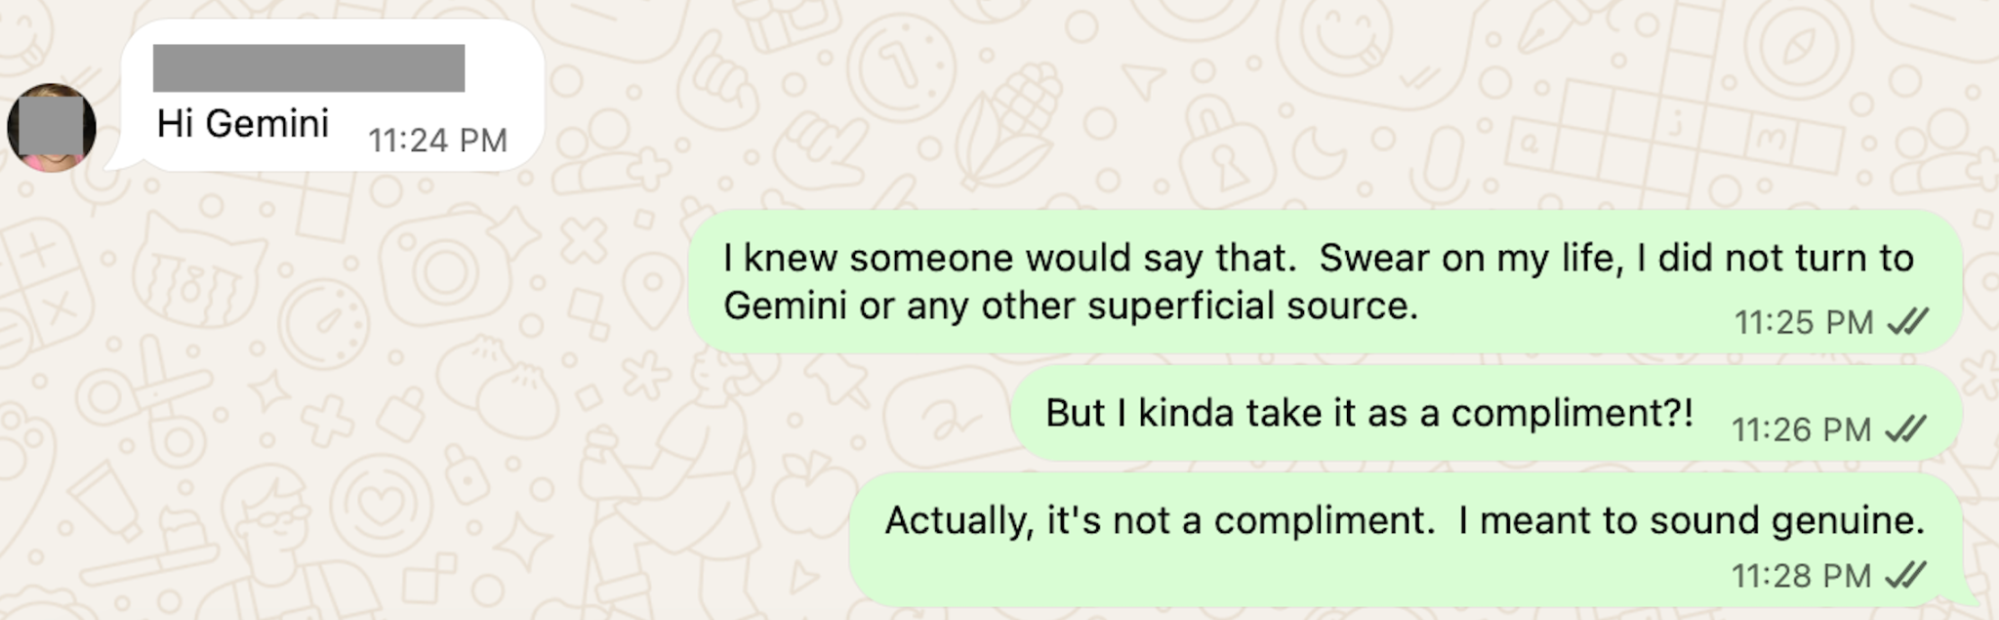 Hi Gemini
11:24 PM
I knew someone would say that.  Swear on my life, I did not turn to
Gemini or any other superficial source.
11:25 PM
But I kinda take it as a compliment?!
11:26 PM
Actually, it's not a compliment.  I meant to sound genuine.
11:28 PM